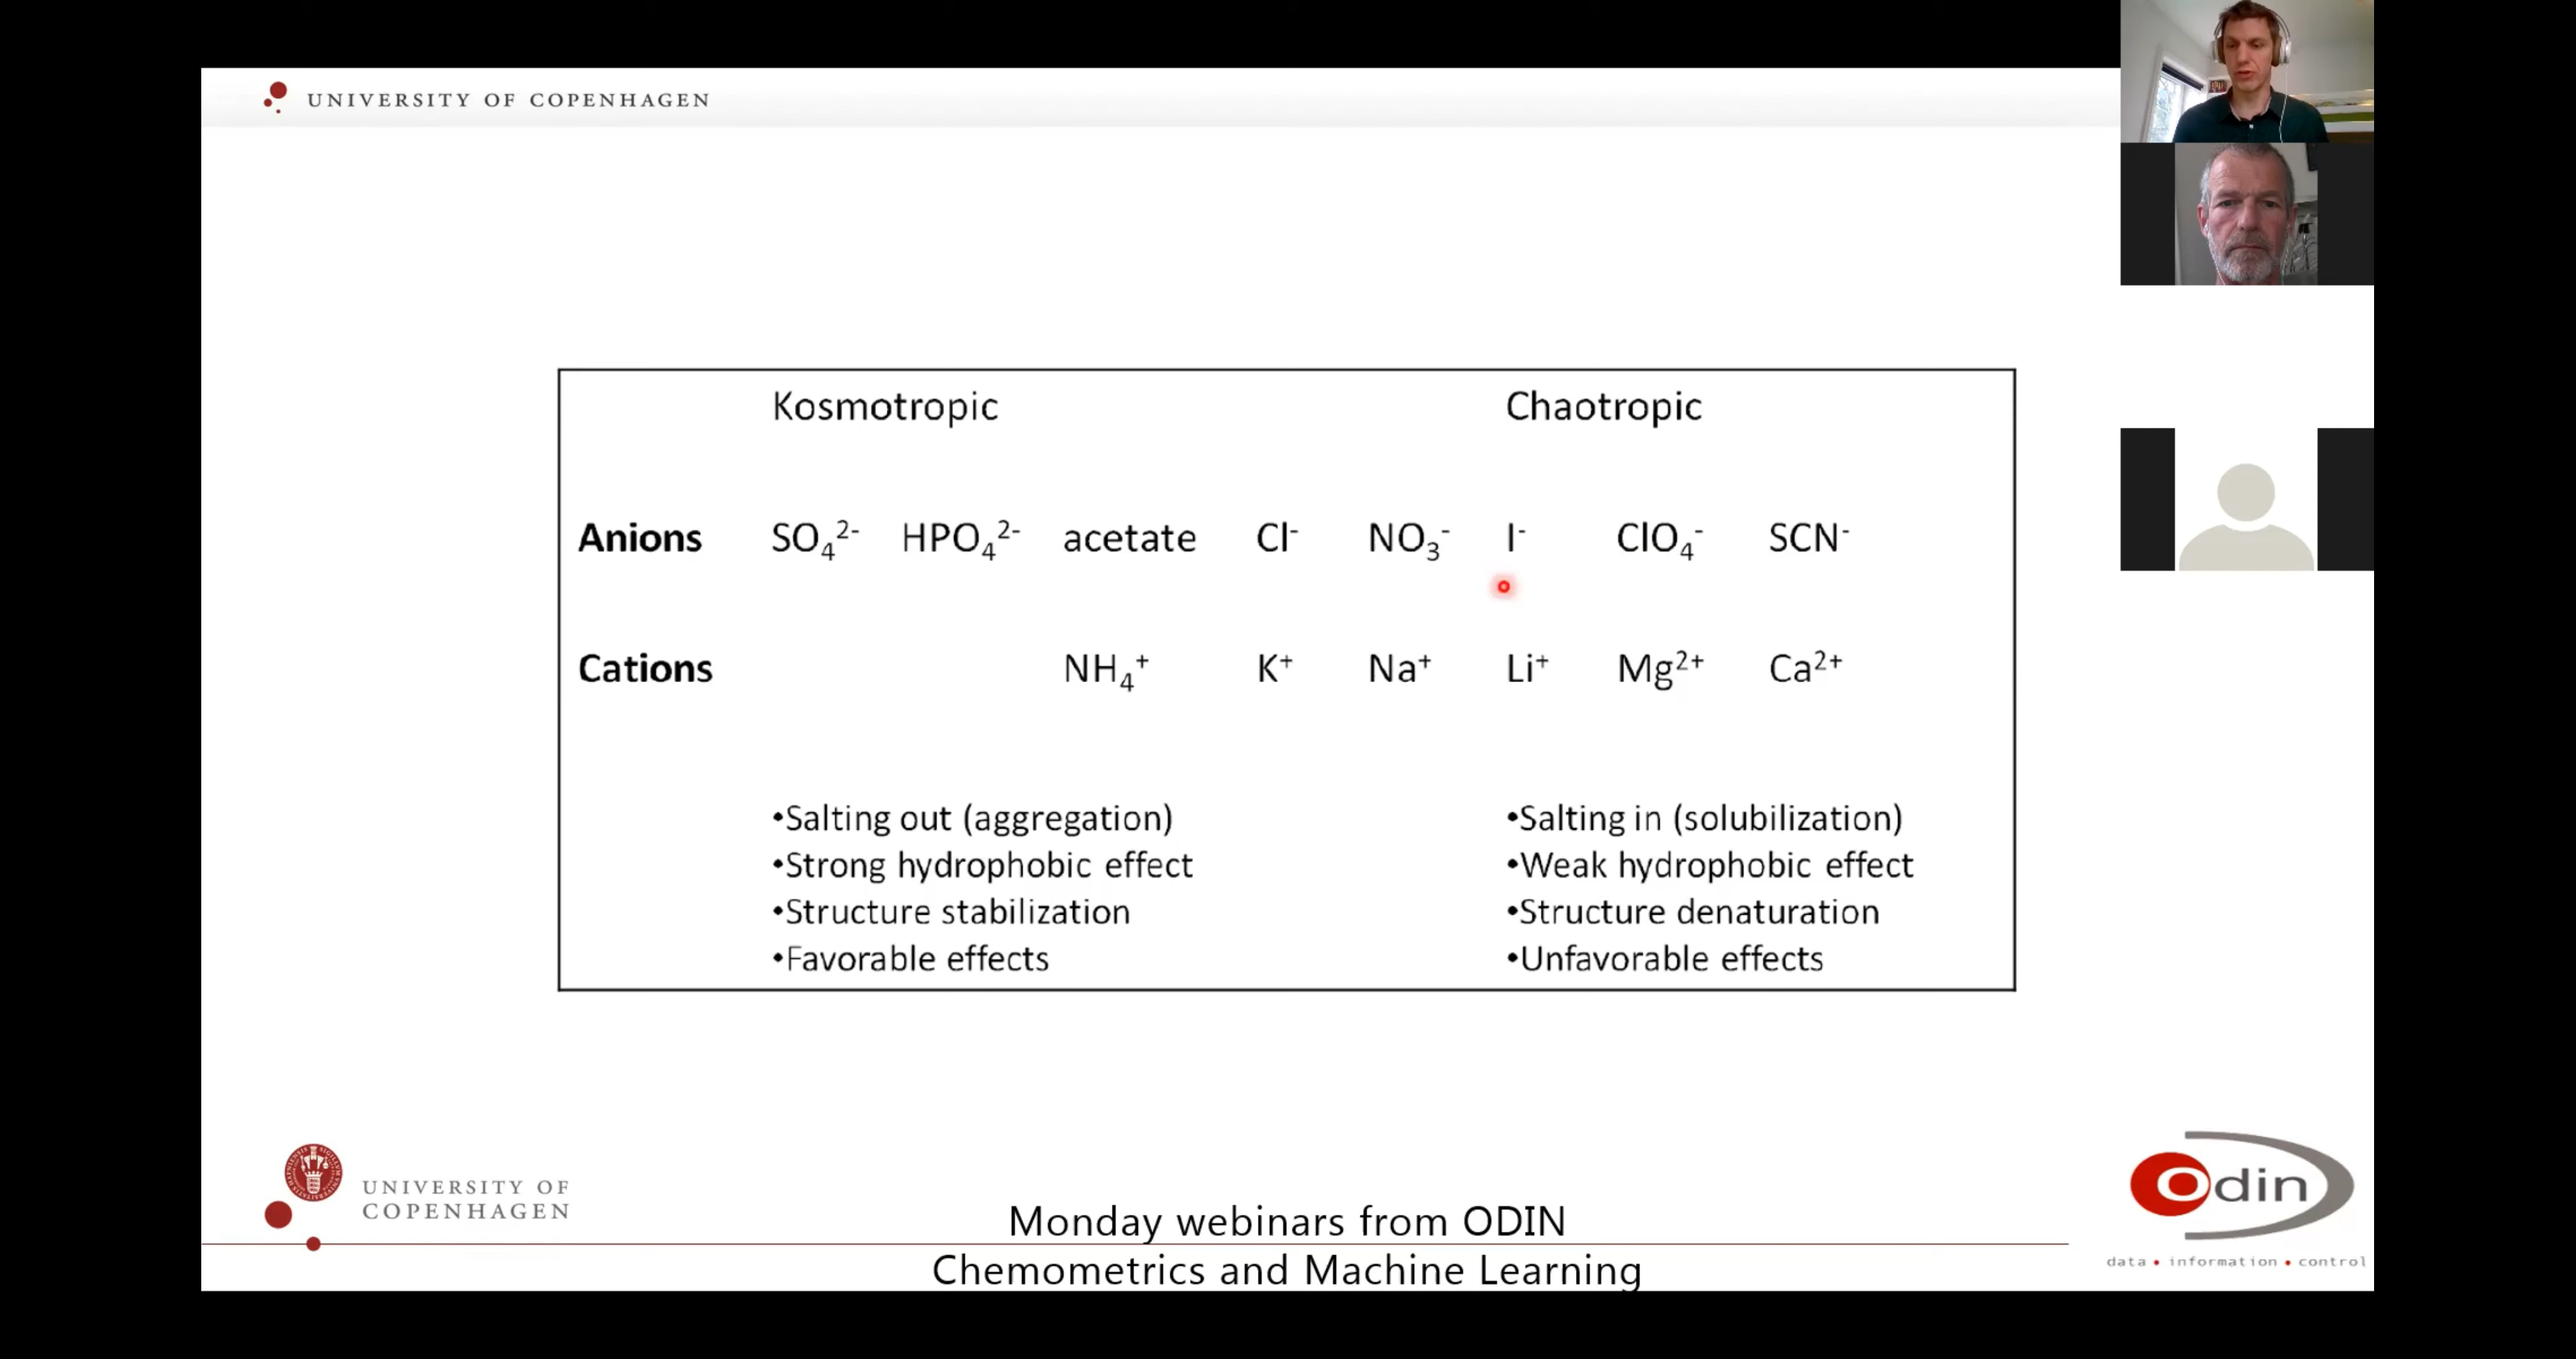 UNIVERSITY OF COPENHAGEN
Kosmotropic Chaotropic
Anions SO₄²⁻ HPO₄²⁻ acetate Cl⁻ NO₃⁻ I⁻ ClO₄⁻ SCN⁻
Cations NH₄⁺ K⁺ Na⁺ Li⁺ Mg²⁺ Ca²⁺
•Salting out (aggregation)
•Strong hydrophobic effect
•Structure stabilization
•Favorable effects
•Salting in (solubilization)
•Weak hydrophobic effect
•Structure denaturation
•Unfavorable effects
UNIVERSITY OF
COPENHAGEN
Monday webinars from ODIN
Chemometrics and Machine Learning
Odin
data • information • control